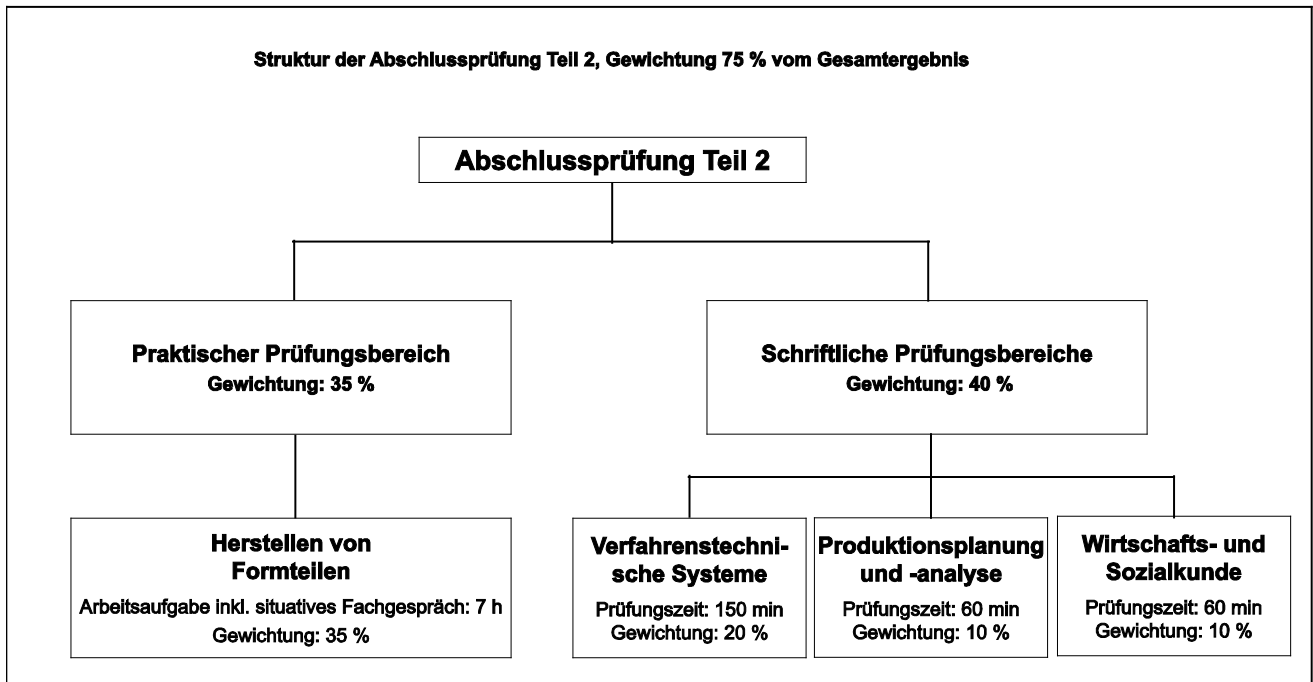 Struktur der Abschlussprüfung Teil 2, Gewichtung 75 % vom Gesamtergebnis
Abschlussprüfung Teil 2
Praktischer Prüfungsbereich
Gewichtung: 35 %
Schriftliche Prüfungsbereiche
Gewichtung: 40 %
Herstellen von
Formteilen
Arbeitsaufgabe inkl. situatives Fachgespräch: 7 h
Gewichtung: 35 %
Verfahrenstechni-
sche Systeme
Prüfungszeit: 150 min
Gewichtung: 20 %
Produktionsplanung
und -analyse
Prüfungszeit: 60 min
Gewichtung: 10 %
Wirtschafts- und
Sozialkunde
Prüfungszeit: 60 min
Gewichtung: 10 %